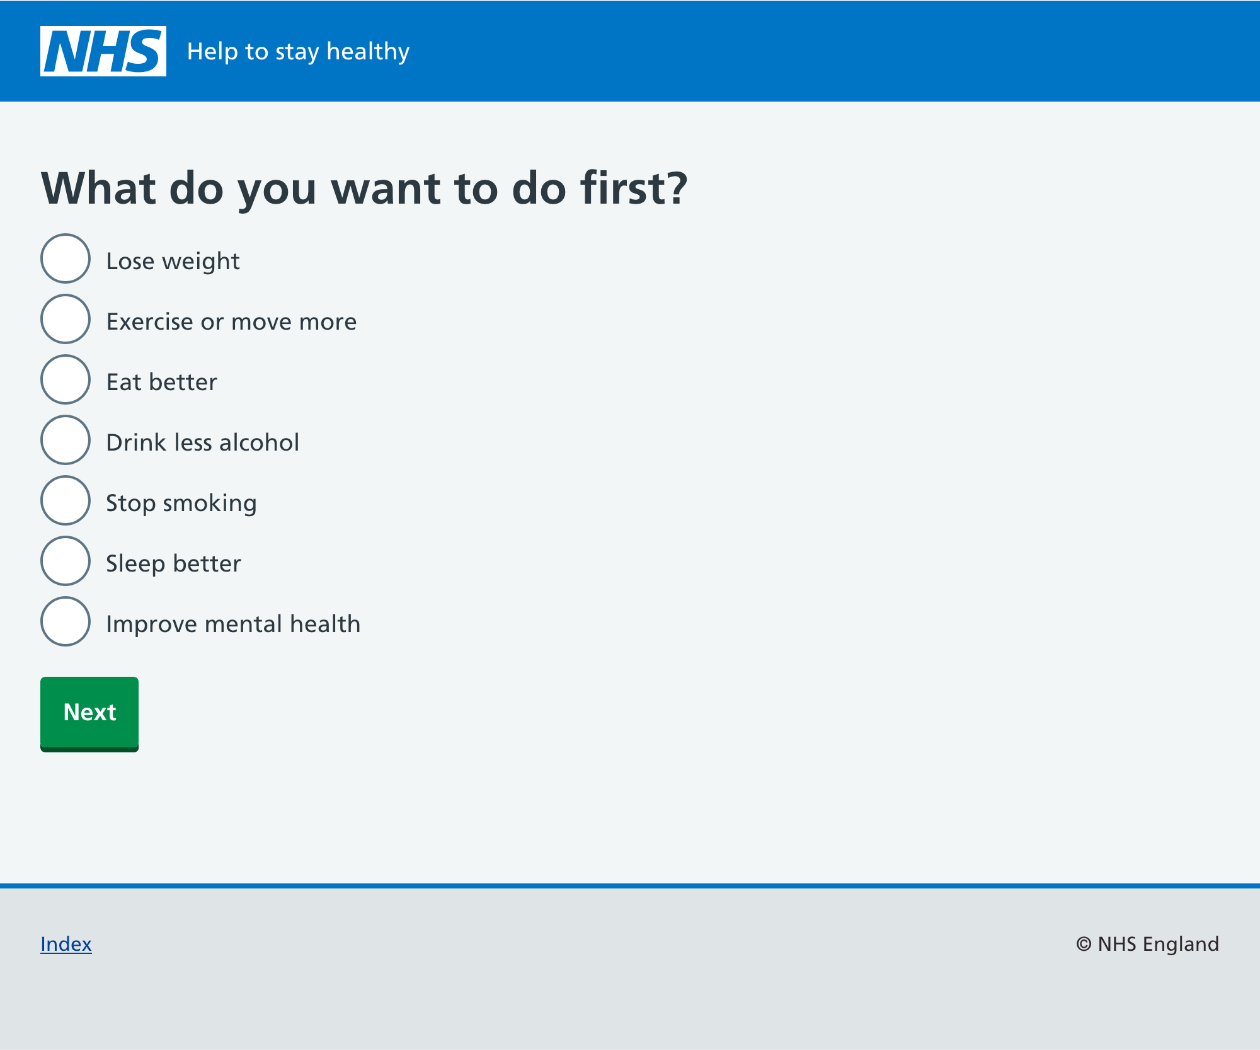 NHS Help to stay healthy
What do you want to do first?
Lose weight
Exercise or move more
Eat better
Drink less alcohol
Stop smoking
Sleep better
Improve mental health
Next
Index © NHS England